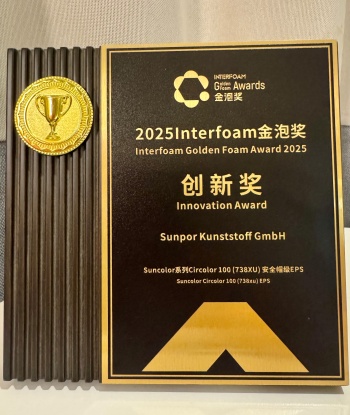 INTERFOAM
Golden Foam Awards
金泡奖
2025Interfoam金泡奖
Interfoam Golden Foam Award 2025
创新奖
Innovation Award
Sunpor Kunststoff GmbH
Suncolor系列Circolor 100 (738XU) 安全帽级EPS
Suncolor Circolor 100 (738xu) EPS